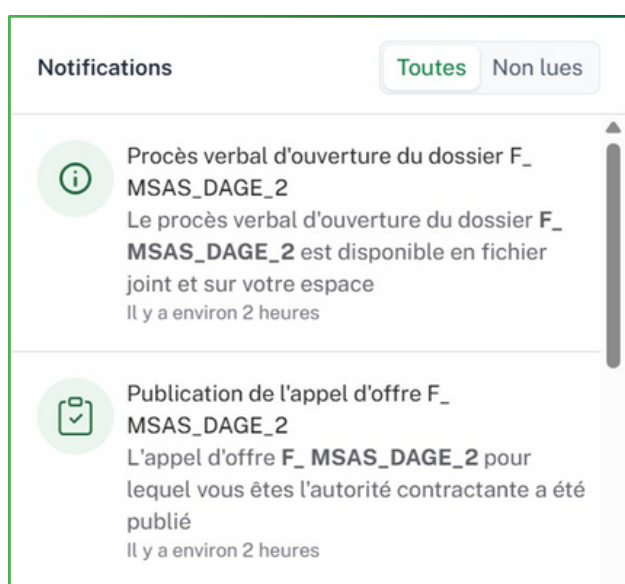 Notifications
Toutes
Non lues
Procès verbal d'ouverture du dossier F_
MSAS_DAGE_2
Le procès verbal d'ouverture du dossier F_
MSAS_DAGE_2 est disponible en fichier
joint et sur votre espace
Il y a environ 2 heures
Publication de l'appel d'offre F_
MSAS_DAGE_2
L'appel d'offre F_ MSAS_DAGE_2 pour
lequel vous êtes l'autorité contractante a été
publié
Il y a environ 2 heures